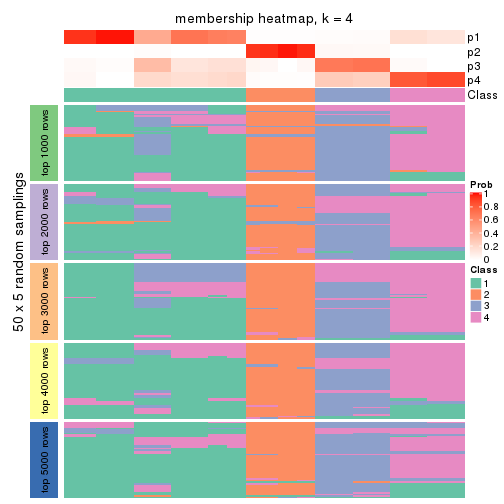 membership heatmap, k = 4
p1
p2
p3
p4
Class
50 x 5 random samplings
top 1000 rows
top 2000 rows
top 3000 rows
top 4000 rows
top 5000 rows
Prob
1
0.8
0.6
0.4
0.2
0
Class
1
2
3
4